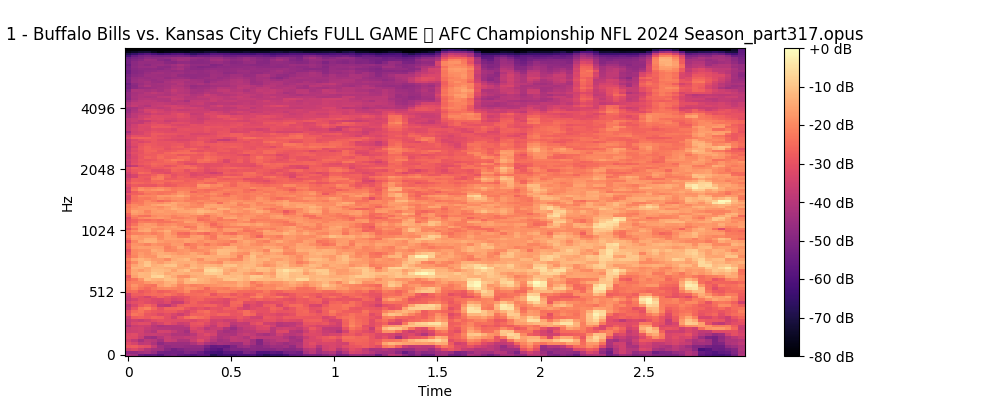 1 - Buffalo Bills vs. Kansas City Chiefs FULL GAME  AFC Championship NFL 2024 Season_part317.opus
+0 dB
-10 dB
-20 dB
-30 dB
-40 dB
-50 dB
-60 dB
-70 dB
-80 dB
4096
2048
1024
512
0
Hz
0
0.5
1
1.5
2
2.5
Time